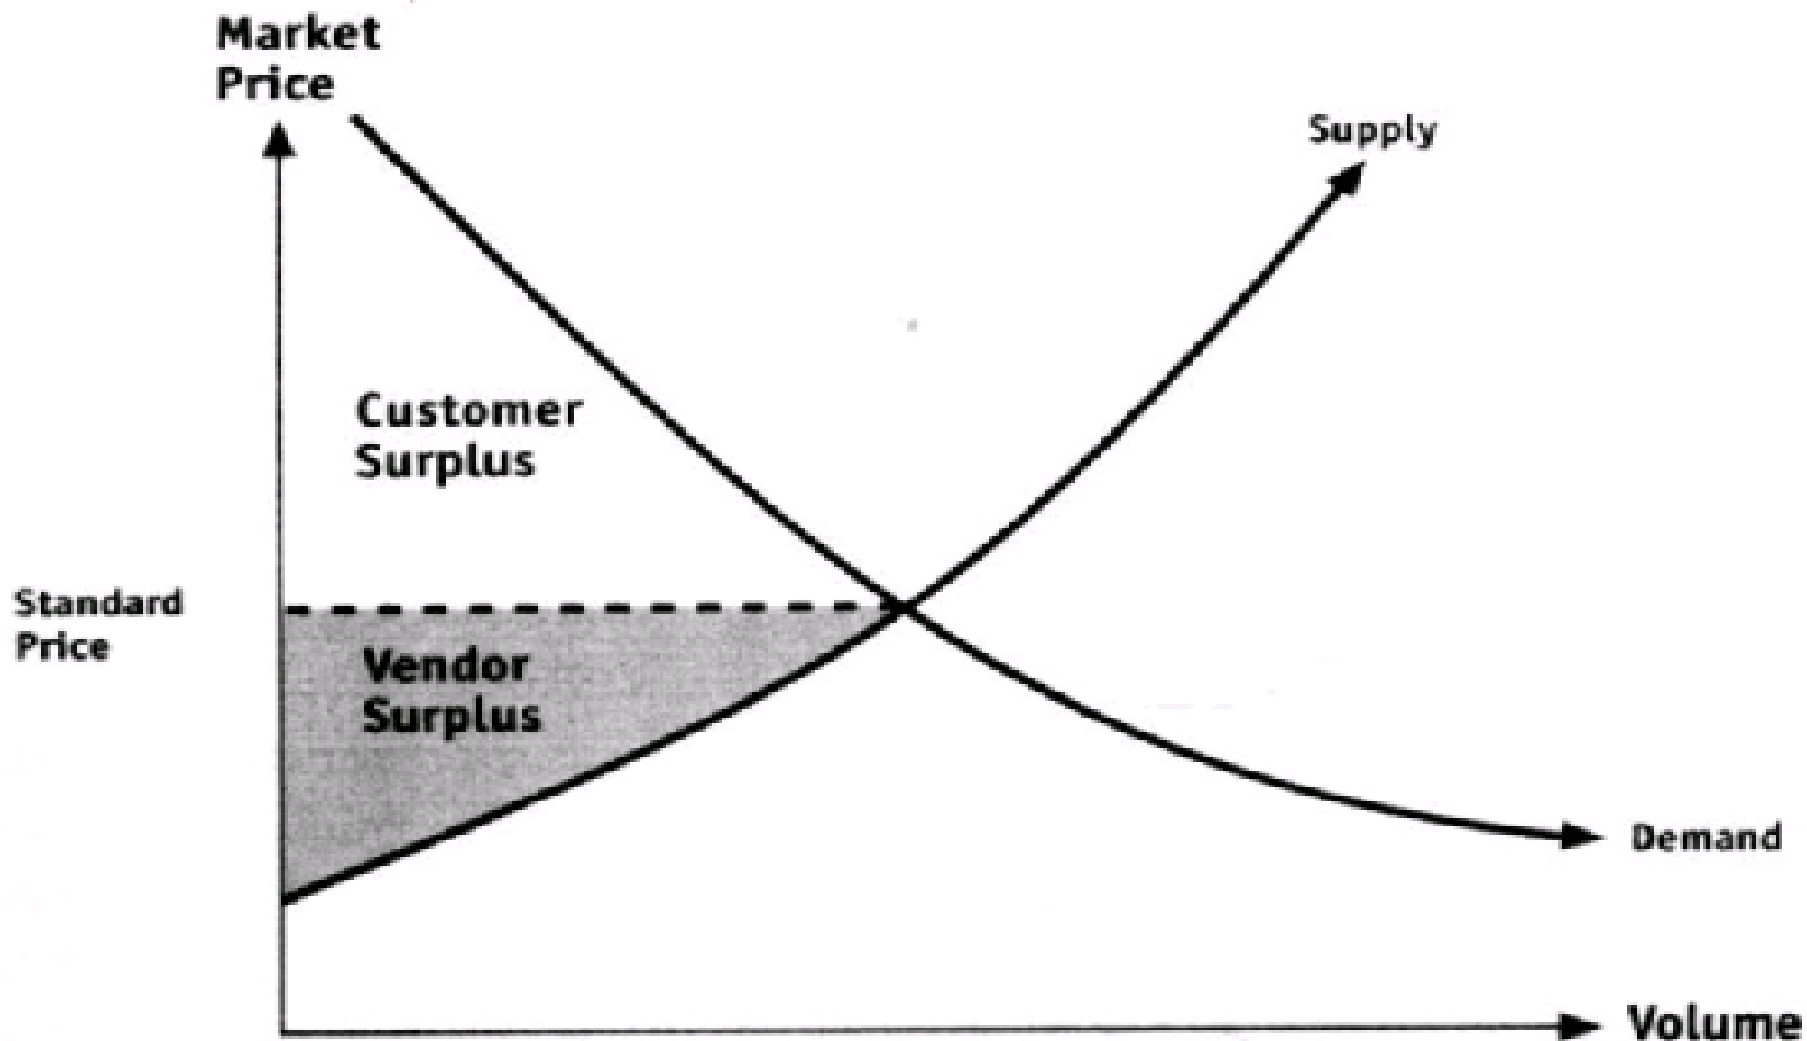 Market
Price
Supply
Customer
Surplus
Standard
Price
Vendor
Surplus
Demand
Volume